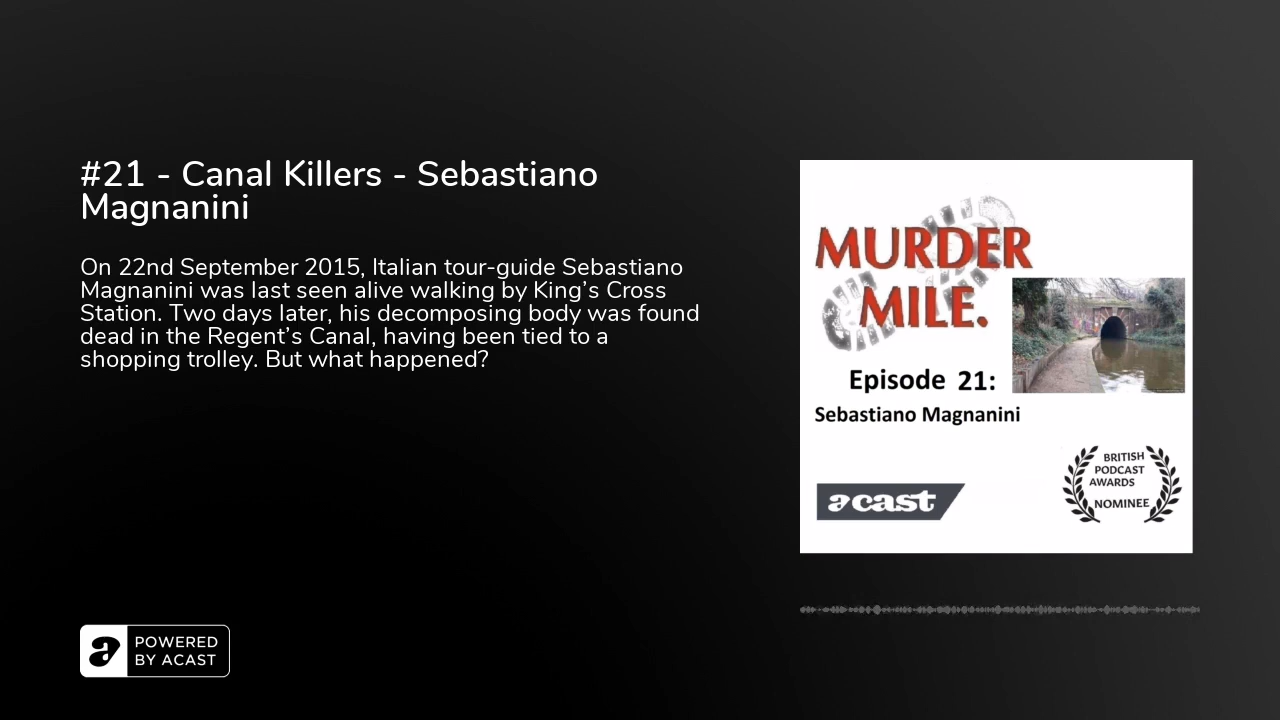 #21 - Canal Killers - Sebastiano
Magnanini
On 22nd September 2015, Italian tour-guide Sebastiano
Magnanini was last seen alive walking by King’s Cross
Station. Two days later, his decomposing body was found
dead in the Regent’s Canal, having been tied to a
shopping trolley. But what happened?
MURDER
MILE.
Episode 21:
Sebastiano Magnanini
acast
BRITISH
PODCAST
AWARDS
NOMINEE
a
POWERED
BY ACAST